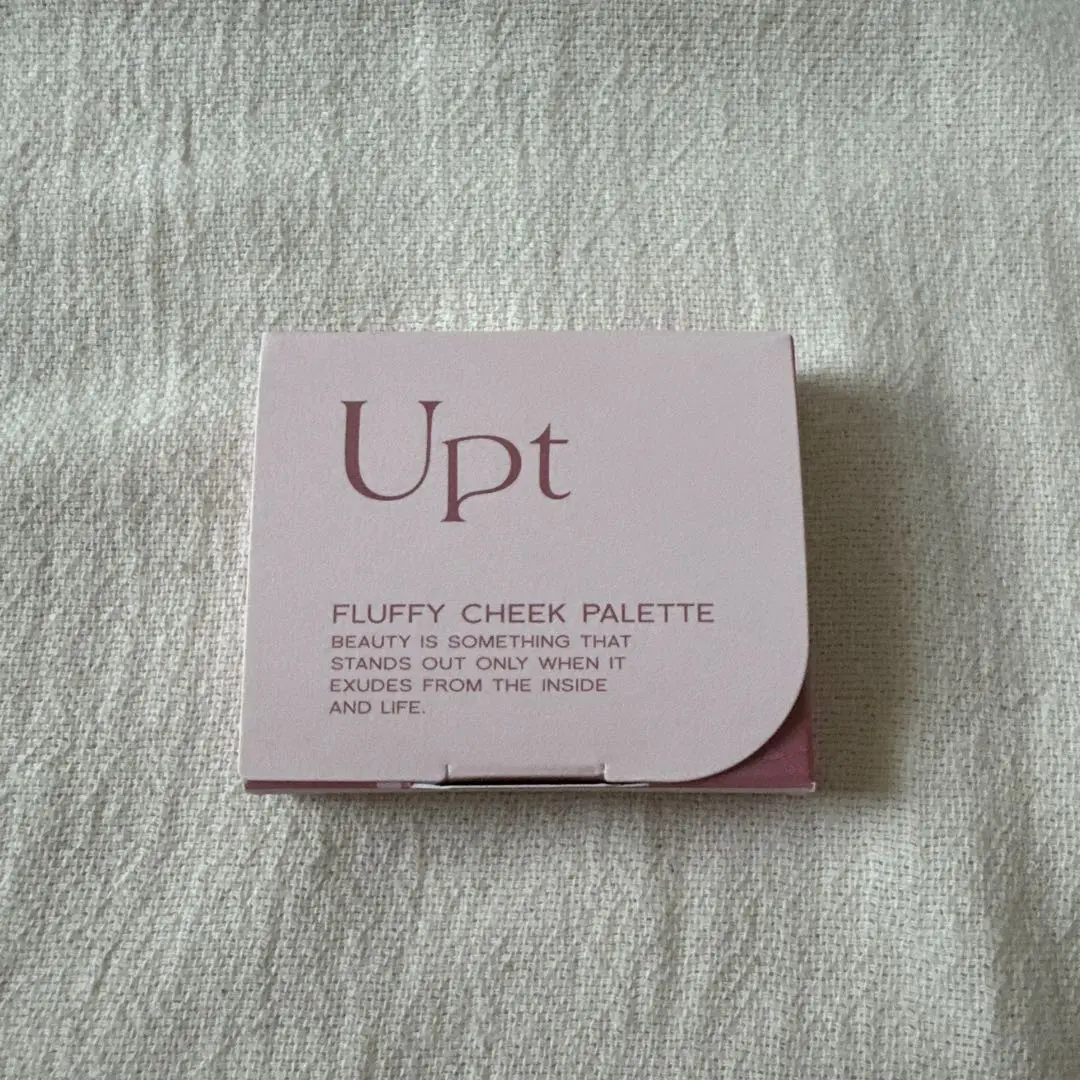 Upt
FLUFFY CHEEK PALETTE
BEAUTY IS SOMETHING THAT
STANDS OUT ONLY WHEN IT
EXUDES FROM THE INSIDE
AND LIFE.